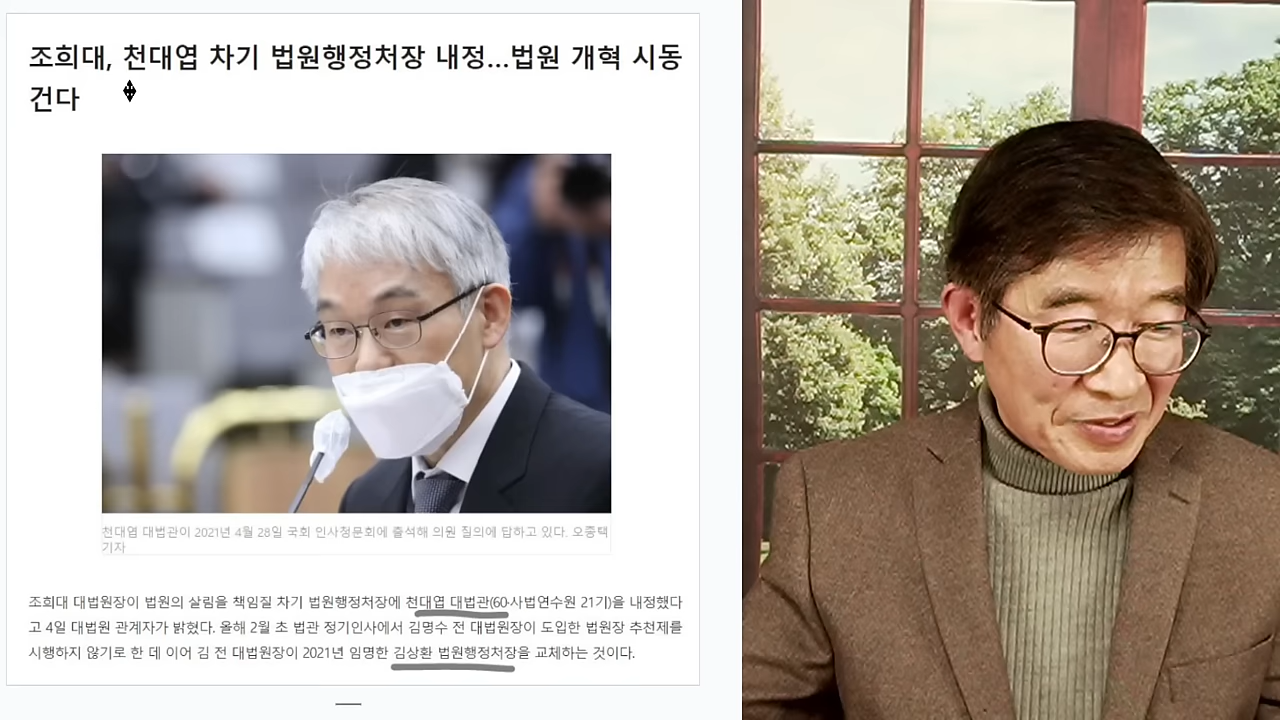 조희대, 천대엽 차기 법원행정처장 내정...법원 개혁 시동
건다
천대엽 대법관이 2021년 4월 28일 국회 인사청문회에 출석해 의원 질의에 답하고 있다. 오종택
기자
조희대 대법원장이 법원의 살림을 책임질 차기 법원행정처장에 천대엽 대법관(60·사법연수원 21기)을 내정했다
고 4일 대법원 관계자가 밝혔다. 올해 2월 초 법관 정기인사에서 김명수 전 대법원장이 도입한 법원장 추천제를
시행하지 않기로 한 데 이어 김 전 대법원장이 2021년 임명한 김상환 법원행정처장을 교체하는 것이다.